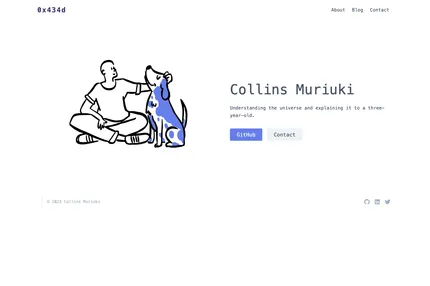 0x434d
About Blog Contact
Collins Muriuki
Understanding the universe and explaining it to a three-
year-old.
GitHub Contact
© 2023 Collins Muriuki